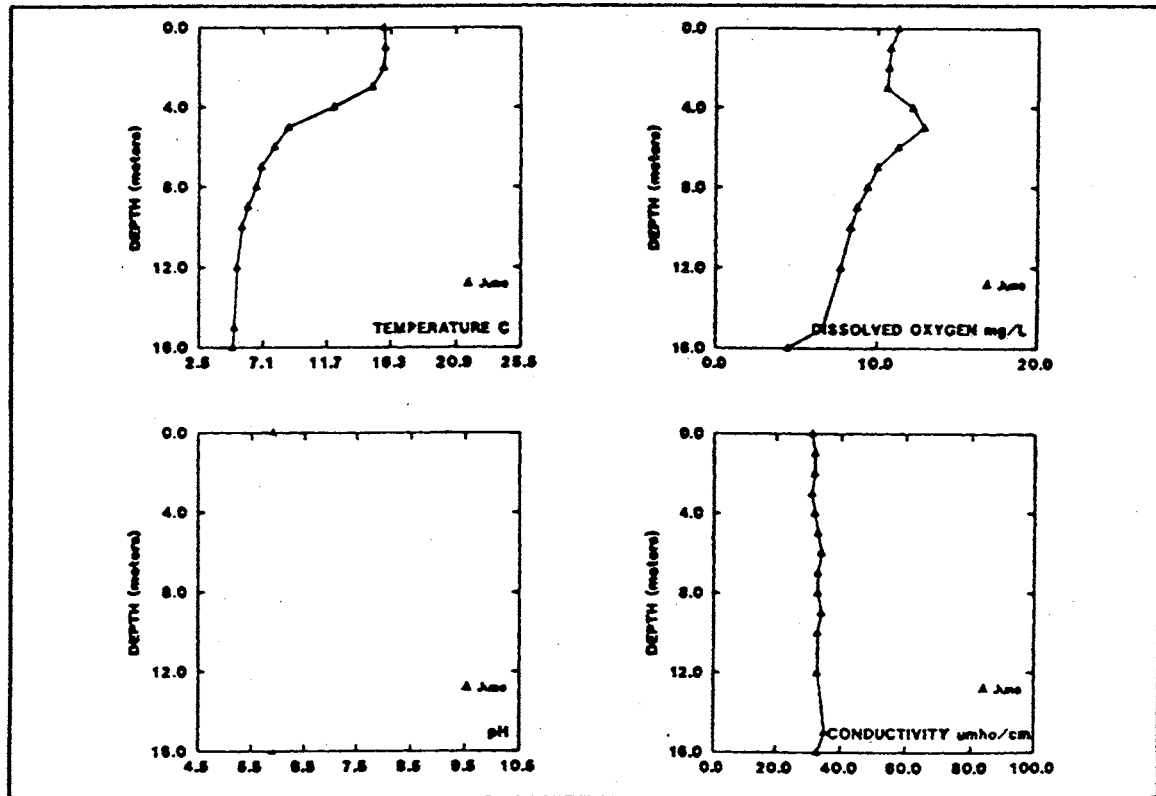 0.0
4.0
8.0
12.0
16.0
DEPTH (meters)
▲ June
TEMPERATURE C
2.5 7.1 11.7 16.3 20.9 25.5
0.0
4.0
8.0
12.0
16.0
DEPTH (meters)
▲ June
DISSOLVED OXYGEN mg/L
0.0 10.0 20.0
0.0
4.0
8.0
12.0
16.0
DEPTH (meters)
▲ June
pH
4.5 5.5 6.5 7.5 8.5 9.5 10.5
0.0
4.0
8.0
12.0
16.0
DEPTH (meters)
▲ June
CONDUCTIVITY umho/cm
0.0 20.0 40.0 60.0 80.0 100.0